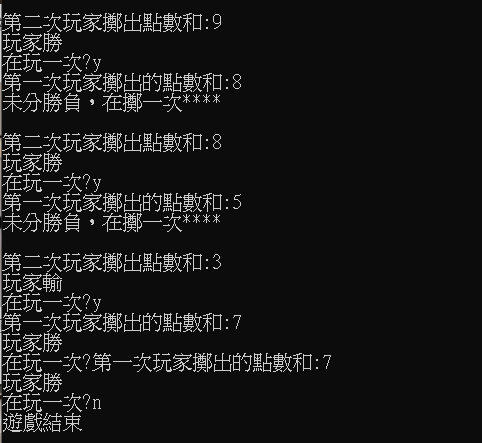 第二次玩家擲出點數和:9
玩家勝
在玩一次?y
第一次玩家擲出的點數和:8
未分勝負，在擲一次****
第二次玩家擲出點數和:8
玩家勝
在玩一次?y
第一次玩家擲出的點數和:5
未分勝負，在擲一次****
第二次玩家擲出點數和:3
玩家輸
在玩一次?y
第一次玩家擲出的點數和:7
玩家勝
在玩一次?第一次玩家擲出的點數和:7
玩家勝
在玩一次?n
遊戲結束